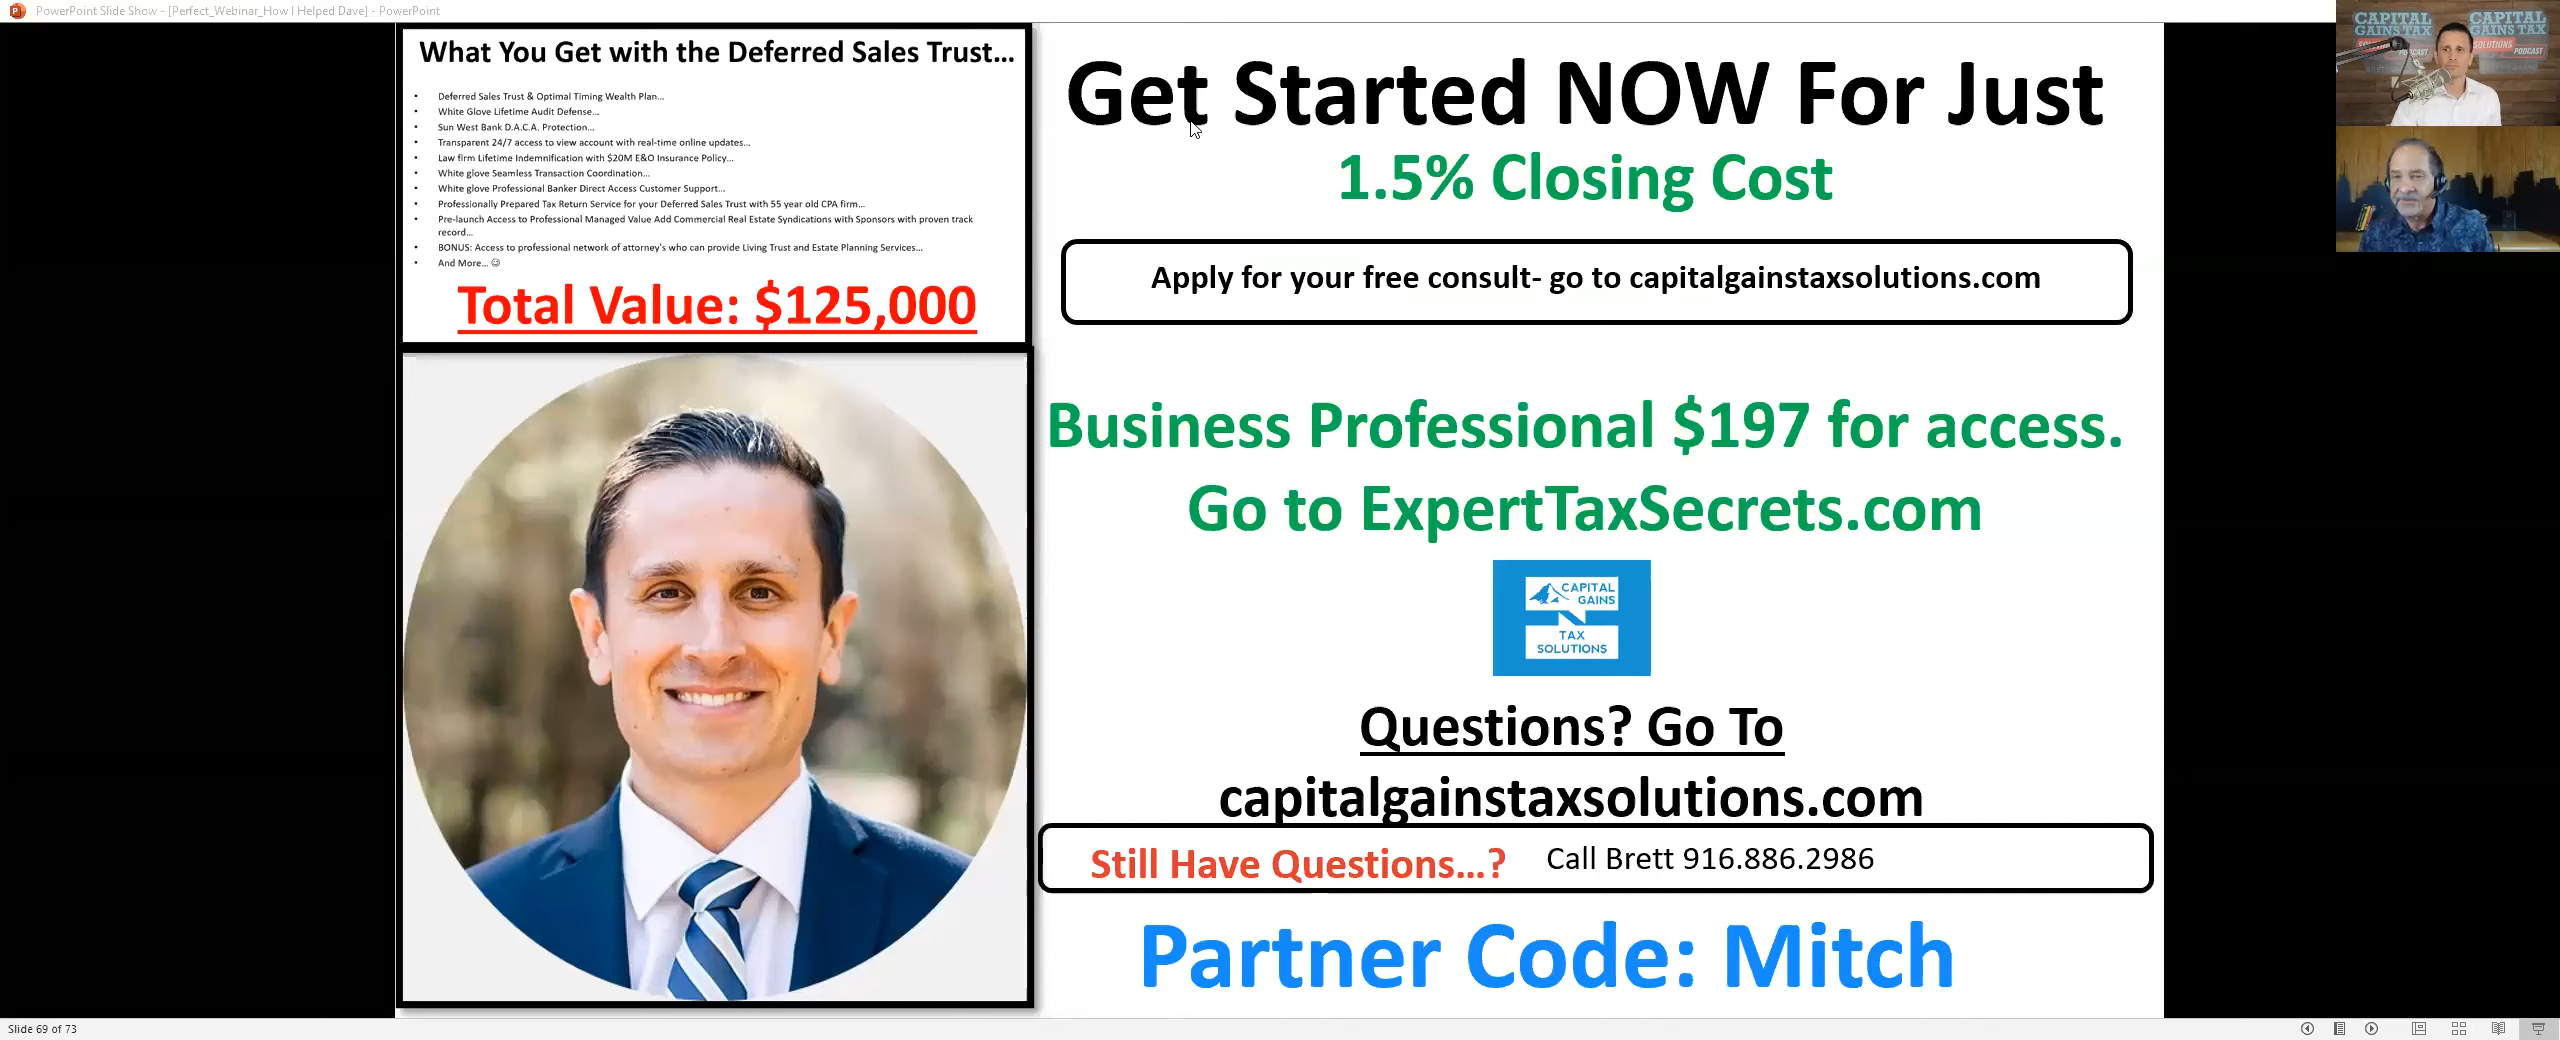 PowerPoint Slide Show - [Perfect_Webinar_How I Helped Dave] - PowerPoint
What You Get with the Deferred Sales Trust...
• Deferred Sales Trust & Optimal Timing Wealth Plan...
• White Glove Lifetime Audit Defense...
• Sun West Bank D.A.C.A. Protection...
• Transparent 24/7 access to view account with real-time online updates...
• Law firm Lifetime Indemnification with $20M E&O Insurance Policy...
• White glove Seamless Transaction Coordination...
• White glove Professional Banker Direct Access Customer Support...
• Professionally Prepared Tax Return Service for your Deferred Sales Trust with 55 year old CPA firm...
• Pre-launch Access to Professional Managed Value Add Commercial Real Estate Syndications with Sponsors with proven track
record...
• BONUS: Access to professional network of attorney's who can provide Living Trust and Estate Planning Services...
• And More... ☺
Total Value: $125,000
Get Started NOW For Just
1.5% Closing Cost
Apply for your free consult- go to capitalgainstaxsolutions.com
Business Professional $197 for access.
Go to ExpertTaxSecrets.com
CAPITAL
GAINS
TAX
SOLUTIONS
Questions? Go To
capitalgainstaxsolutions.com
Still Have Questions...? Call Brett 916.886.2986
Partner Code: Mitch
CAPITAL
GAINS TAX
PODCAST
CAPITAL
GAINS TAX
SOLUTIONS
PODCAST
Slide 69 of 73